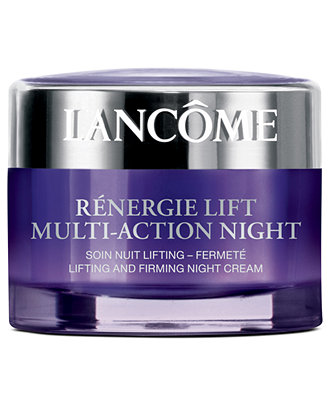 LANCÔME
RÉNERGIE LIFT
MULTI-ACTION NIGHT
SOIN NUIT LIFTING – FERMETÉ
LIFTING AND FIRMING NIGHT CREAM